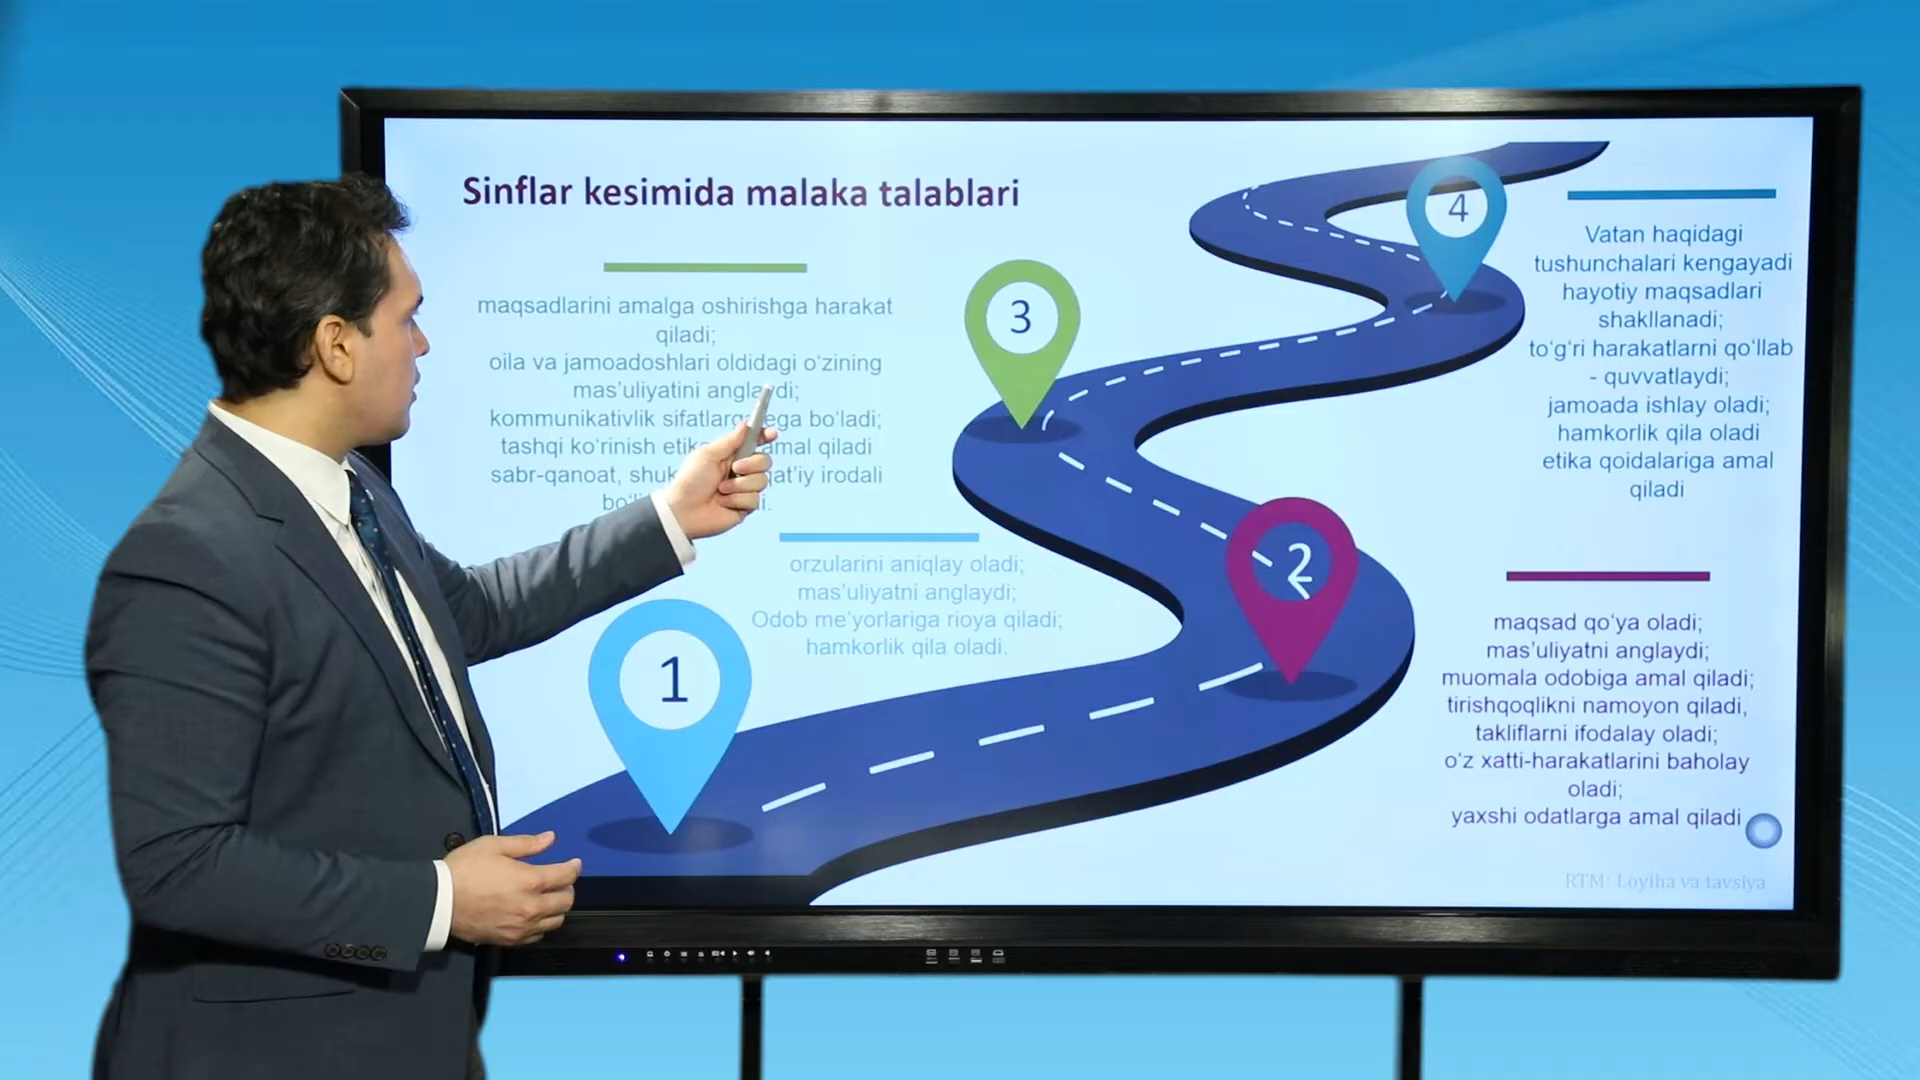 Sinflar kesimida malaka talablari
maqsadlarini amalga oshirishga harakat
qiladi;
oila va jamoadoshlari oldidagi o‘zining
mas’uliyatini anglaydi;
kommunikativlik sifatlarga ega bo‘ladi;
tashqi ko‘rinish amal qiladi
sabr-qanoat, qat’iy irodali
orzularini aniqlay oladi;
mas’uliyatni anglaydi;
Odob me’yorlariga rioya qiladi;
hamkorlik qila oladi.
1
2
3
4
Vatan haqidagi
tushunchalari kengayadi
hayotiy maqsadlari
shakllanadi;
to‘g‘ri harakatlarni qo‘llab
- quvvatlaydi;
jamoada ishlay oladi;
hamkorlik qila oladi
etika qoidalariga amal
qiladi
maqsad qo‘ya oladi;
mas’uliyatni anglaydi;
muomala odobiga amal qiladi;
tirishqoqlikni namoyon qiladi,
takliflarni ifodalay oladi;
o‘z xatti-harakatlarini baholay
oladi;
yaxshi odatlarga amal qiladi
RTM: Loyiha va tavsiya